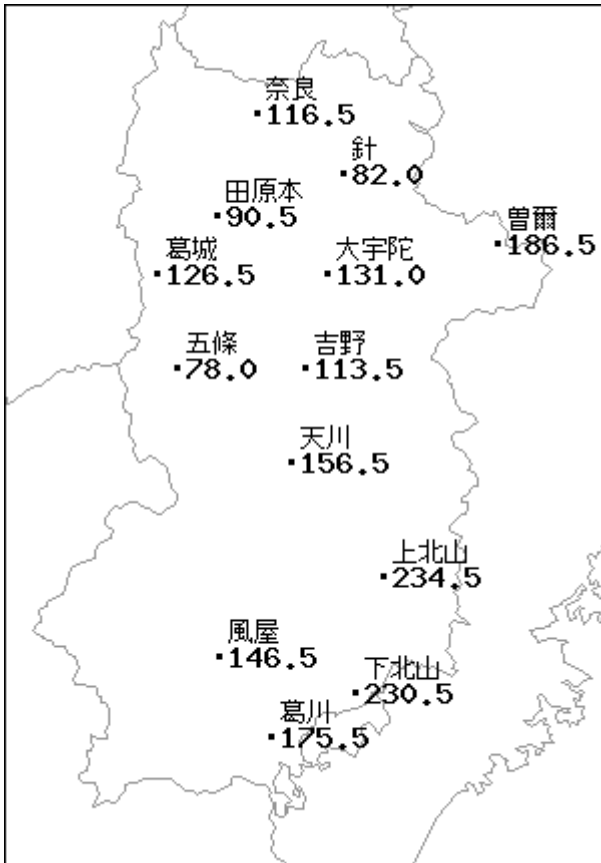 奈良
116.5
針
82.0
田原本
90.5
曽爾
186.5
葛城
126.5
大宇陀
131.0
五條
78.0
吉野
113.5
天川
156.5
上北山
234.5
風屋
146.5
下北山
230.5
葛川
175.5